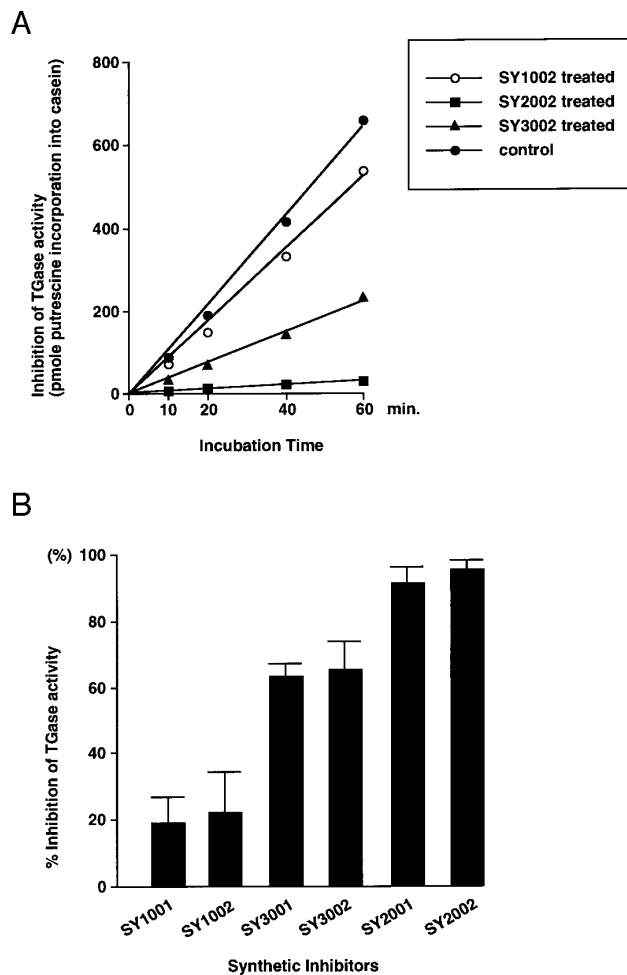 A
Inhibition of TGase activity
(pmole putrescine incorporation into casein)
800
600
400
200
0
0 10 20 40 60 min.
Incubation Time
SY1002 treated
SY2002 treated
SY3002 treated
control
B
(%)
% Inhibition of TGase activity
100
80
60
40
20
0
SY1001 SY1002 SY3001 SY3002 SY2001 SY2002
Synthetic Inhibitors